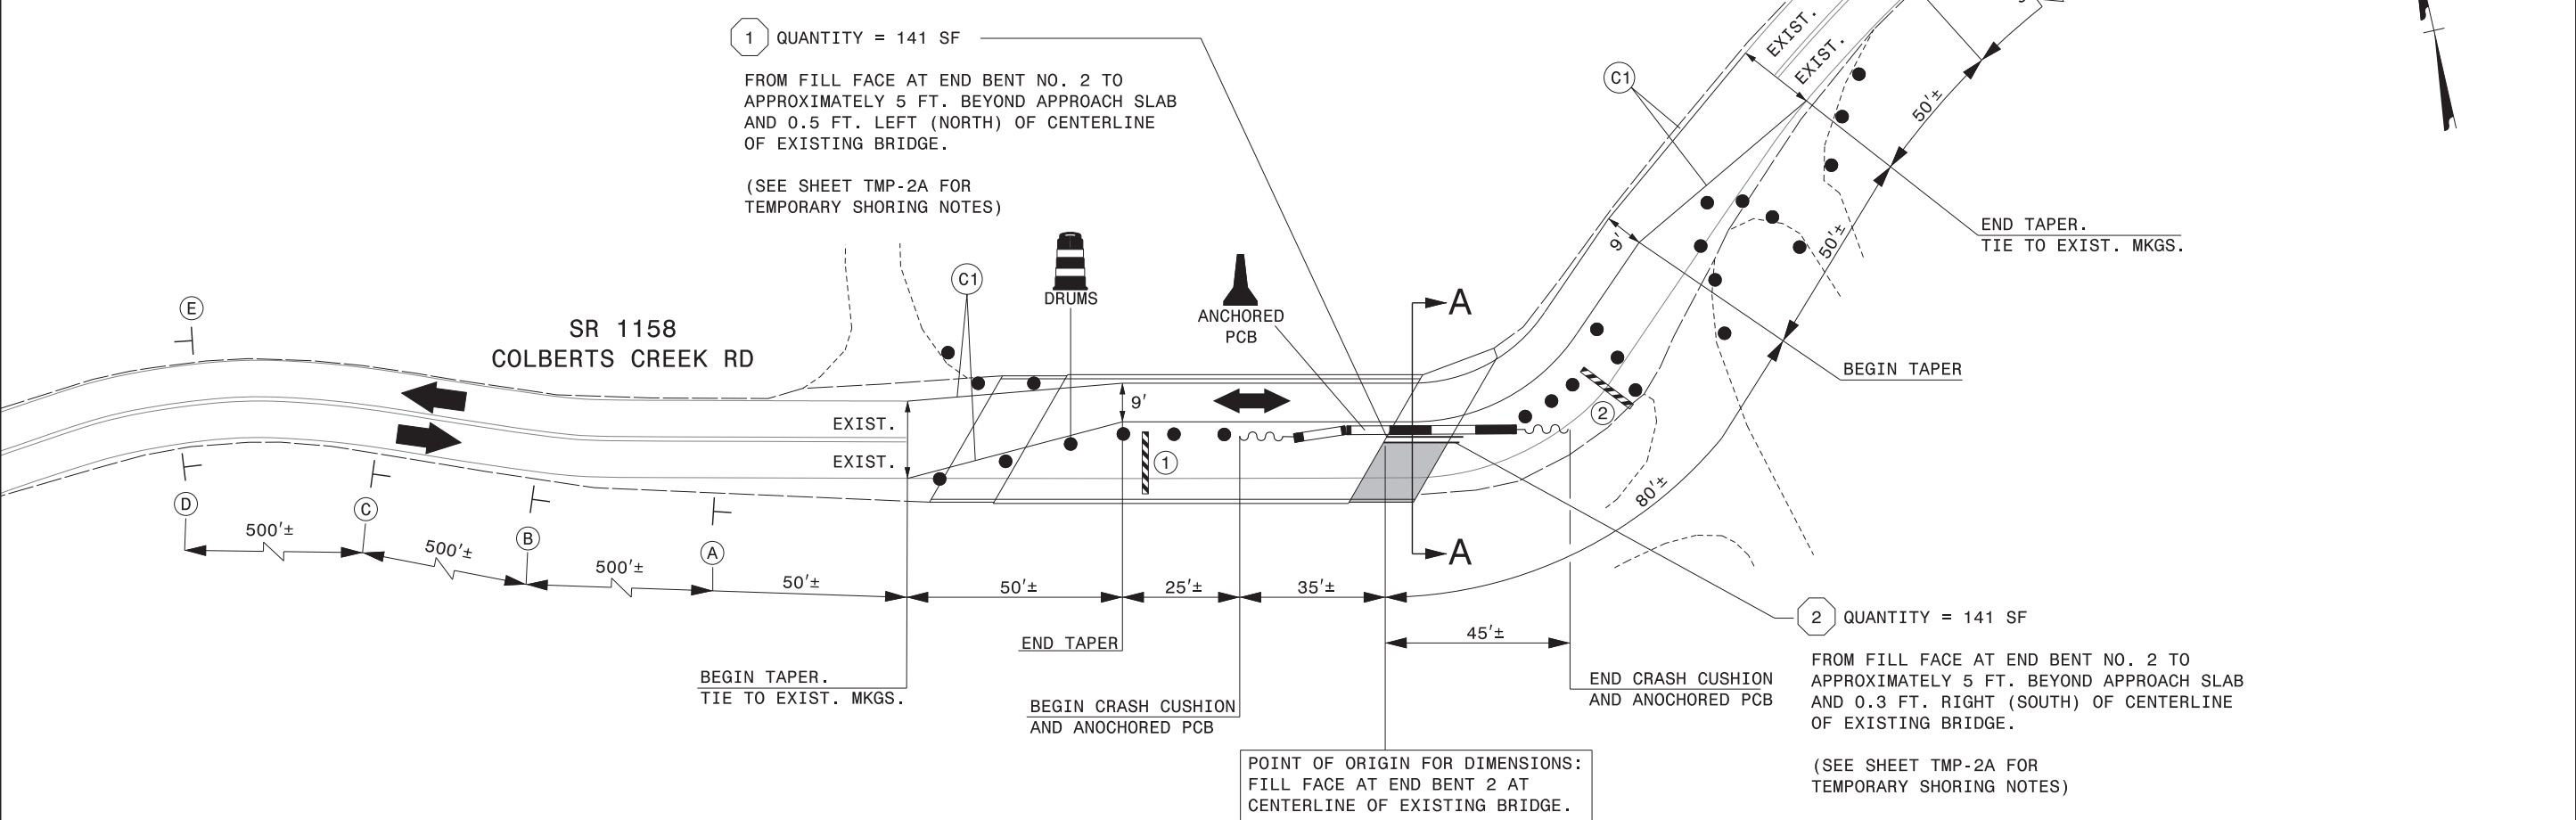 1 QUANTITY = 141 SF
FROM FILL FACE AT END BENT NO. 2 TO
APPROXIMATELY 5 FT. BEYOND APPROACH SLAB
AND 0.5 FT. LEFT (NORTH) OF CENTERLINE
OF EXISTING BRIDGE.
(SEE SHEET TMP-2A FOR
TEMPORARY SHORING NOTES)
EXIST.
EXIST.
C1
50'±
50'±
9'
END TAPER.
TIE TO EXIST. MKGS.
BEGIN TAPER
E
SR 1158
COLBERTS CREEK RD
C1
DRUMS
ANCHORED
PCB
A
9'
EXIST.
EXIST.
1
2
D
C
B
A
500'±
500'±
500'±
50'±
50'±
25'±
35'±
A
80'±
45'±
END TAPER
BEGIN TAPER.
TIE TO EXIST. MKGS.
BEGIN CRASH CUSHION
AND ANOCHORED PCB
END CRASH CUSHION
AND ANOCHORED PCB
POINT OF ORIGIN FOR DIMENSIONS:
FILL FACE AT END BENT 2 AT
CENTERLINE OF EXISTING BRIDGE.
2 QUANTITY = 141 SF
FROM FILL FACE AT END BENT NO. 2 TO
APPROXIMATELY 5 FT. BEYOND APPROACH SLAB
AND 0.3 FT. RIGHT (SOUTH) OF CENTERLINE
OF EXISTING BRIDGE.
(SEE SHEET TMP-2A FOR
TEMPORARY SHORING NOTES)